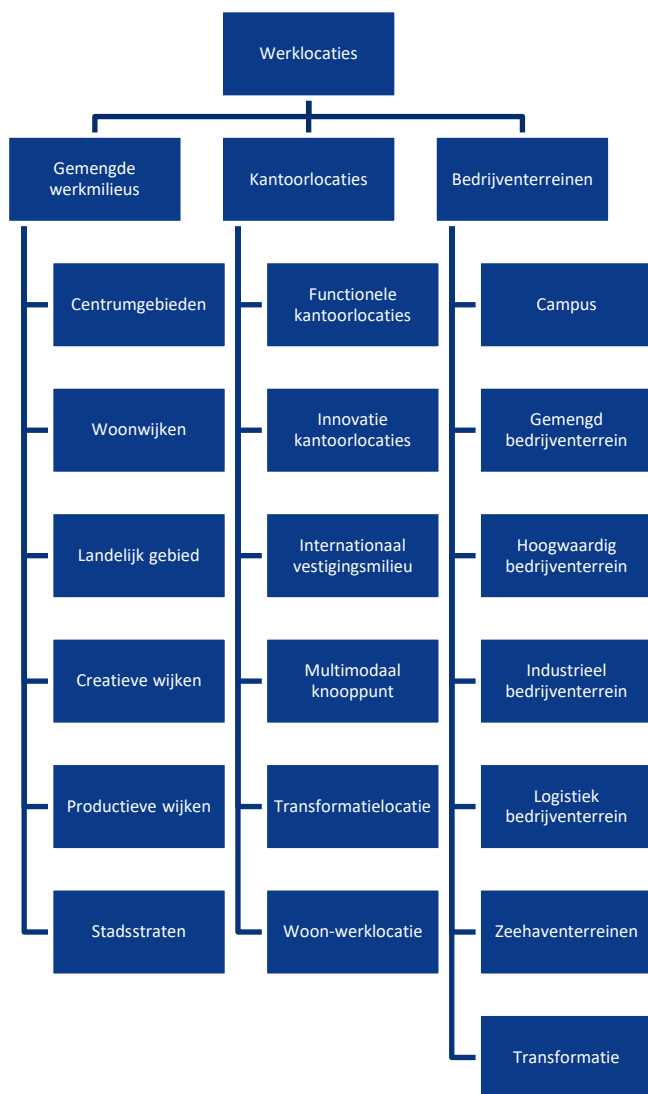 Werklocaties
Gemengde
werkmilieus
Kantoorlocaties
Bedrijventerreinen
Centrumgebieden
Functionele
kantoorlocaties
Campus
Woonwijken
Innovatie
kantoorlocaties
Gemengd
bedrijventerrein
Landelijk gebied
Internationaal
vestigingsmilieu
Hoogwaardig
bedrijventerrein
Creatieve wijken
Multimodaal
knooppunt
Industrieel
bedrijventerrein
Productieve wijken
Transformatielocatie
Logistiek
bedrijventerrein
Stadsstraten
Woon-werklocatie
Zeehaventerreinen
Transformatie